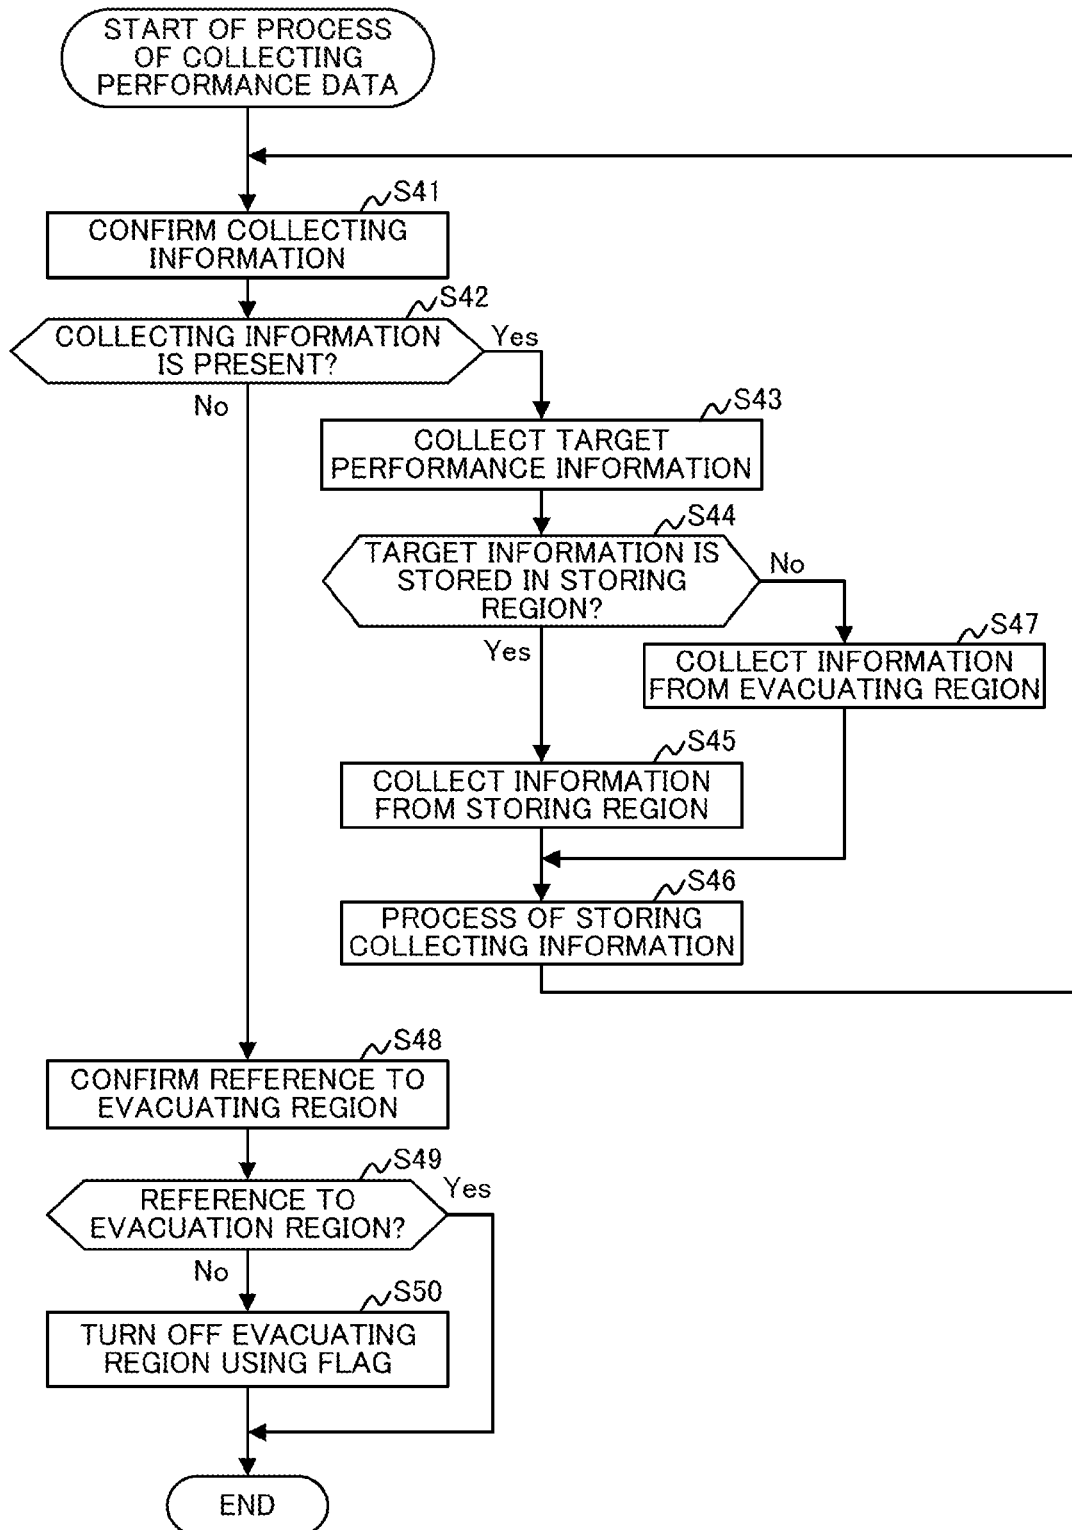 START OF PROCESS
OF COLLECTING
PERFORMANCE DATA
S41
CONFIRM COLLECTING
INFORMATION
S42
COLLECTING INFORMATION
IS PRESENT?
Yes
No
S43
COLLECT TARGET
PERFORMANCE INFORMATION
S44
TARGET INFORMATION IS
STORED IN STORING
REGION?
No
Yes
S47
COLLECT INFORMATION
FROM EVACUATING REGION
S45
COLLECT INFORMATION
FROM STORING REGION
S46
PROCESS OF STORING
COLLECTING INFORMATION
S48
CONFIRM REFERENCE TO
EVACUATING REGION
S49
REFERENCE TO
EVACUATION REGION?
Yes
No
S50
TURN OFF EVACUATING
REGION USING FLAG
END